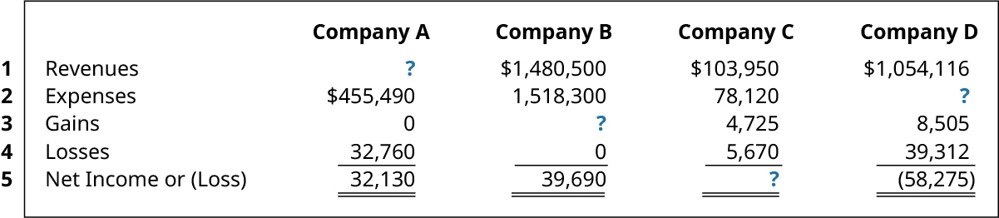 Company A Company B Company C Company D
1 Revenues ? $1,480,500 $103,950 $1,054,116
2 Expenses $455,490 1,518,300 78,120 ?
3 Gains 0 ? 4,725 8,505
4 Losses 32,760 0 5,670 39,312
5 Net Income or (Loss) 32,130 39,690 ? (58,275)